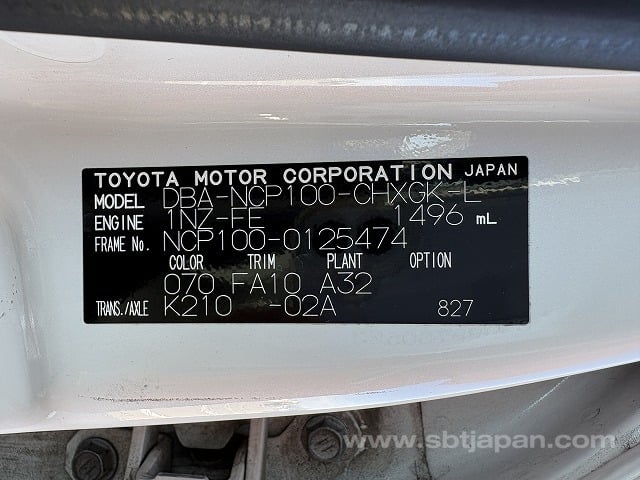 TOYOTA MOTOR CORPORATION JAPAN
MODEL DBA-NCP100-CHXGK-L
ENGINE 1NZ-FE 1496 mL
FRAME No. NCP100-0125474
COLOR TRIM PLANT OPTION
070 FA10 A32
TRANS./AXLE K210 -02A 827
www.sbtjapan.com